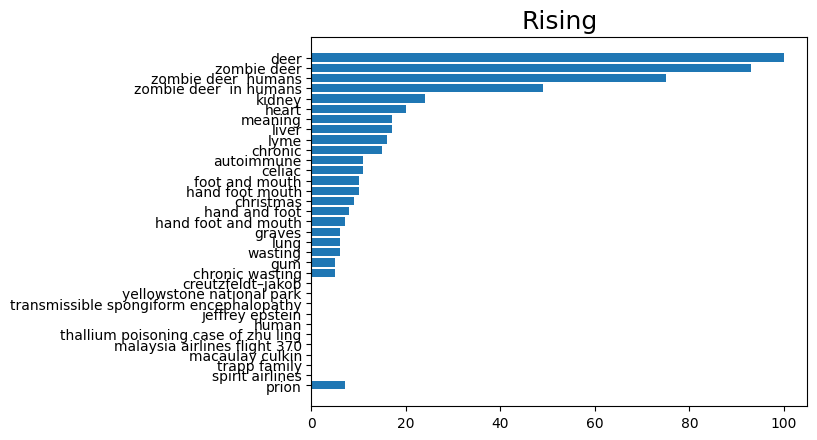 Rising
deer
zombie deer
zombie deer  humans
zombie deer  in humans
kidney
heart
meaning
liver
lyme
chronic
autoimmune
celiac
foot and mouth
hand foot mouth
christmas
hand and foot
hand foot and mouth
graves
lung
wasting
gum
chronic wasting
creutzfeldt–jakob
yellowstone national park
transmissible spongiform encephalopathy
jeffrey epstein
human
thallium poisoning case of zhu ling
malaysia airlines flight 370
macaulay culkin
trapp family
spirit airlines
prion
0 20 40 60 80 100